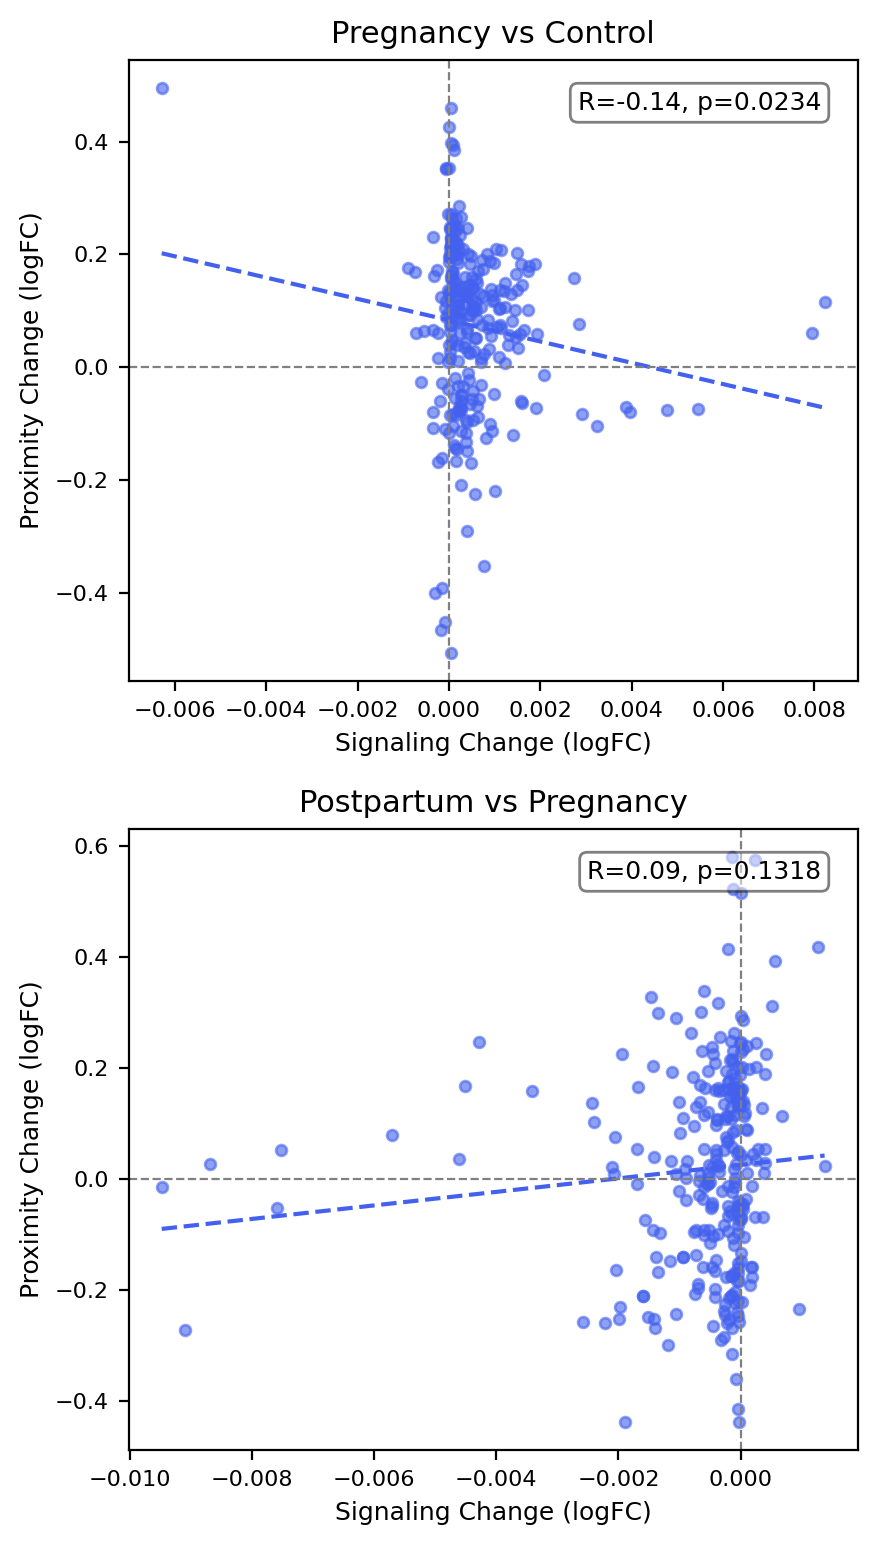 Pregnancy vs Control
R=-0.14, p=0.0234
Proximity Change (logFC)
0.4
0.2
0.0
−0.2
−0.4
−0.006 −0.004 −0.002 0.000 0.002 0.004 0.006 0.008
Signaling Change (logFC)
Postpartum vs Pregnancy
R=0.09, p=0.1318
Proximity Change (logFC)
0.6
0.4
0.2
0.0
−0.2
−0.4
−0.010 −0.008 −0.006 −0.004 −0.002 0.000
Signaling Change (logFC)